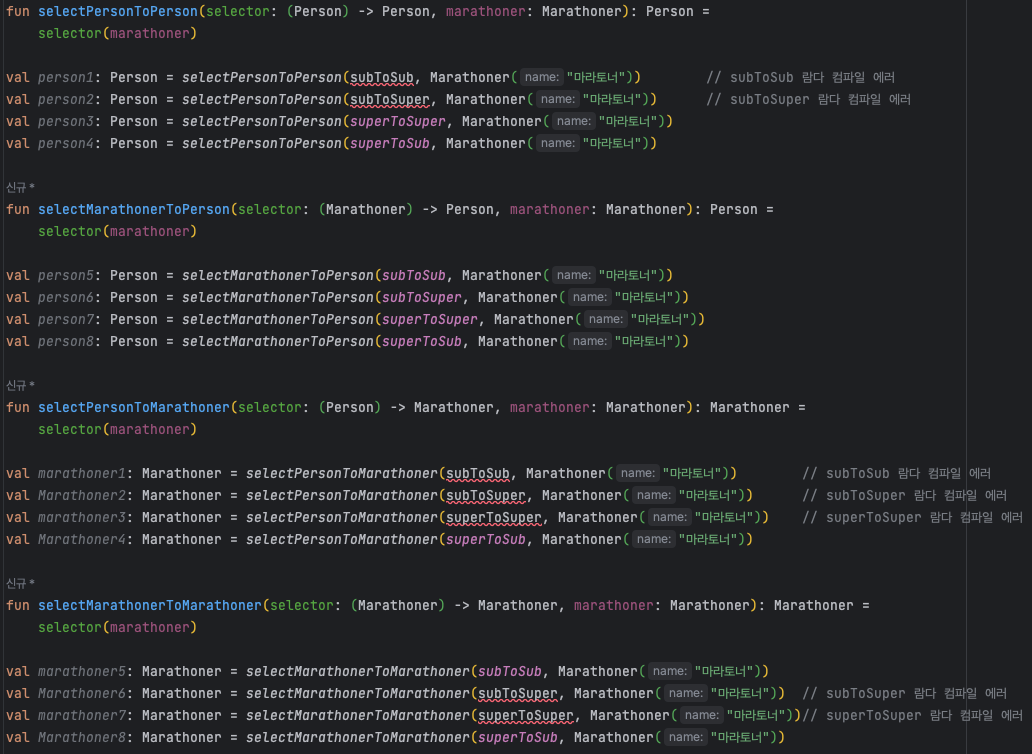 fun selectPersonToPerson(selector: (Person) -> Person, marathoner: Marathoner): Person =
    selector(marathoner)
val person1: Person = selectPersonToPerson(subToSub, Marathoner( name: "마라토너"))        // subToSub 람다 컴파일 에러
val person2: Person = selectPersonToPerson(subToSuper, Marathoner( name: "마라토너"))      // subToSuper 람다 컴파일 에러
val person3: Person = selectPersonToPerson(superToSuper, Marathoner( name: "마라토너"))
val person4: Person = selectPersonToPerson(superToSub, Marathoner( name: "마라토너"))
신규 *
fun selectMarathonerToPerson(selector: (Marathoner) -> Person, marathoner: Marathoner): Person =
    selector(marathoner)
val person5: Person = selectMarathonerToPerson(subToSub, Marathoner( name: "마라토너"))
val person6: Person = selectMarathonerToPerson(subToSuper, Marathoner( name: "마라토너"))
val person7: Person = selectMarathonerToPerson(superToSuper, Marathoner( name: "마라토너"))
val person8: Person = selectMarathonerToPerson(superToSub, Marathoner( name: "마라토너"))
신규 *
fun selectPersonToMarathoner(selector: (Person) -> Marathoner, marathoner: Marathoner): Marathoner =
    selector(marathoner)
val marathoner1: Marathoner = selectPersonToMarathoner(subToSub, Marathoner( name: "마라토너"))        // subToSub 람다 컴파일 에러
val Marathoner2: Marathoner = selectPersonToMarathoner(subToSuper, Marathoner( name: "마라토너"))      // subToSuper 람다 컴파일 에러
val marathoner3: Marathoner = selectPersonToMarathoner(superToSuper, Marathoner( name: "마라토너"))    // superToSuper 람다 컴파일 에러
val Marathoner4: Marathoner = selectPersonToMarathoner(superToSub, Marathoner( name: "마라토너"))
신규 *
fun selectMarathonerToMarathoner(selector: (Marathoner) -> Marathoner, marathoner: Marathoner): Marathoner =
    selector(marathoner)
val marathoner5: Marathoner = selectMarathonerToMarathoner(subToSub, Marathoner( name: "마라토너"))
val Marathoner6: Marathoner = selectMarathonerToMarathoner(subToSuper, Marathoner( name: "마라토너"))  // subToSuper 람다 컴파일 에러
val marathoner7: Marathoner = selectMarathonerToMarathoner(superToSuper, Marathoner( name: "마라토너"))// superToSuper 람다 컴파일 에러
val Marathoner8: Marathoner = selectMarathonerToMarathoner(superToSub, Marathoner( name: "마라토너"))